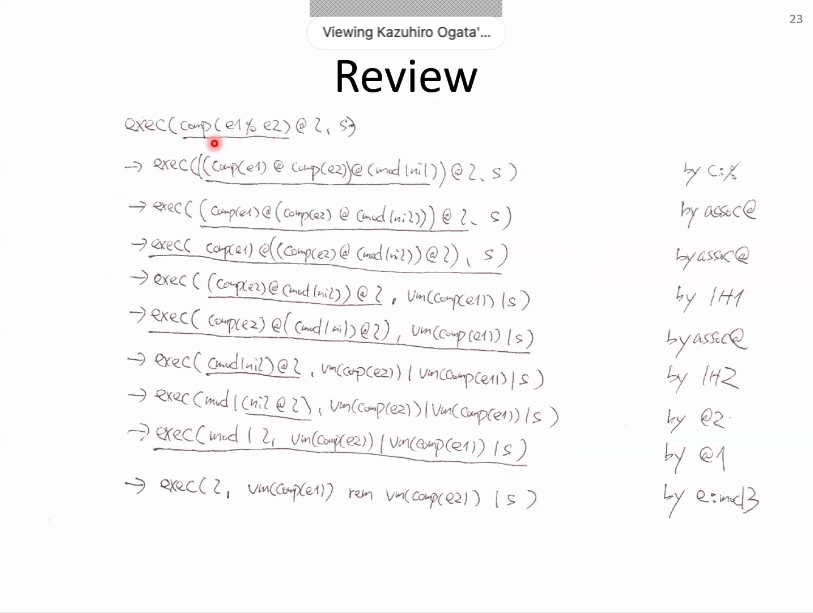 Viewing Kazuhiro Ogata'...
23
Review
exec(comp(e1 % e2) @ l, s)
→ exec(((comp(e1) @ comp(e2)) @ (mod | nil)) @ l, s) by c:%
→ exec((comp(e1) @ (comp(e2) @ (mod | nil))) @ l, s) by assoc@
→ exec( comp(e1) @ ((comp(e2) @ (mod | nil)) @ l), s) by assoc@
→ exec((comp(e2) @ (mod | nil)) @ l, vm(comp(e1)) | s) by IH1
→ exec( comp(e2) @ ((mod | nil) @ l), vm(comp(e1)) | s) by assoc@
→ exec((mod | nil) @ l, vm(comp(e2)) | vm(comp(e1)) | s) by IH2
→ exec(mod | (nil @ l), vm(comp(e2)) | vm(comp(e1)) | s) by @2
→ exec(mod | l, vm(comp(e2)) | vm(comp(e1)) | s) by @1
→ exec(l, vm(comp(e1)) rem vm(comp(e2)) | s) by e:mod3